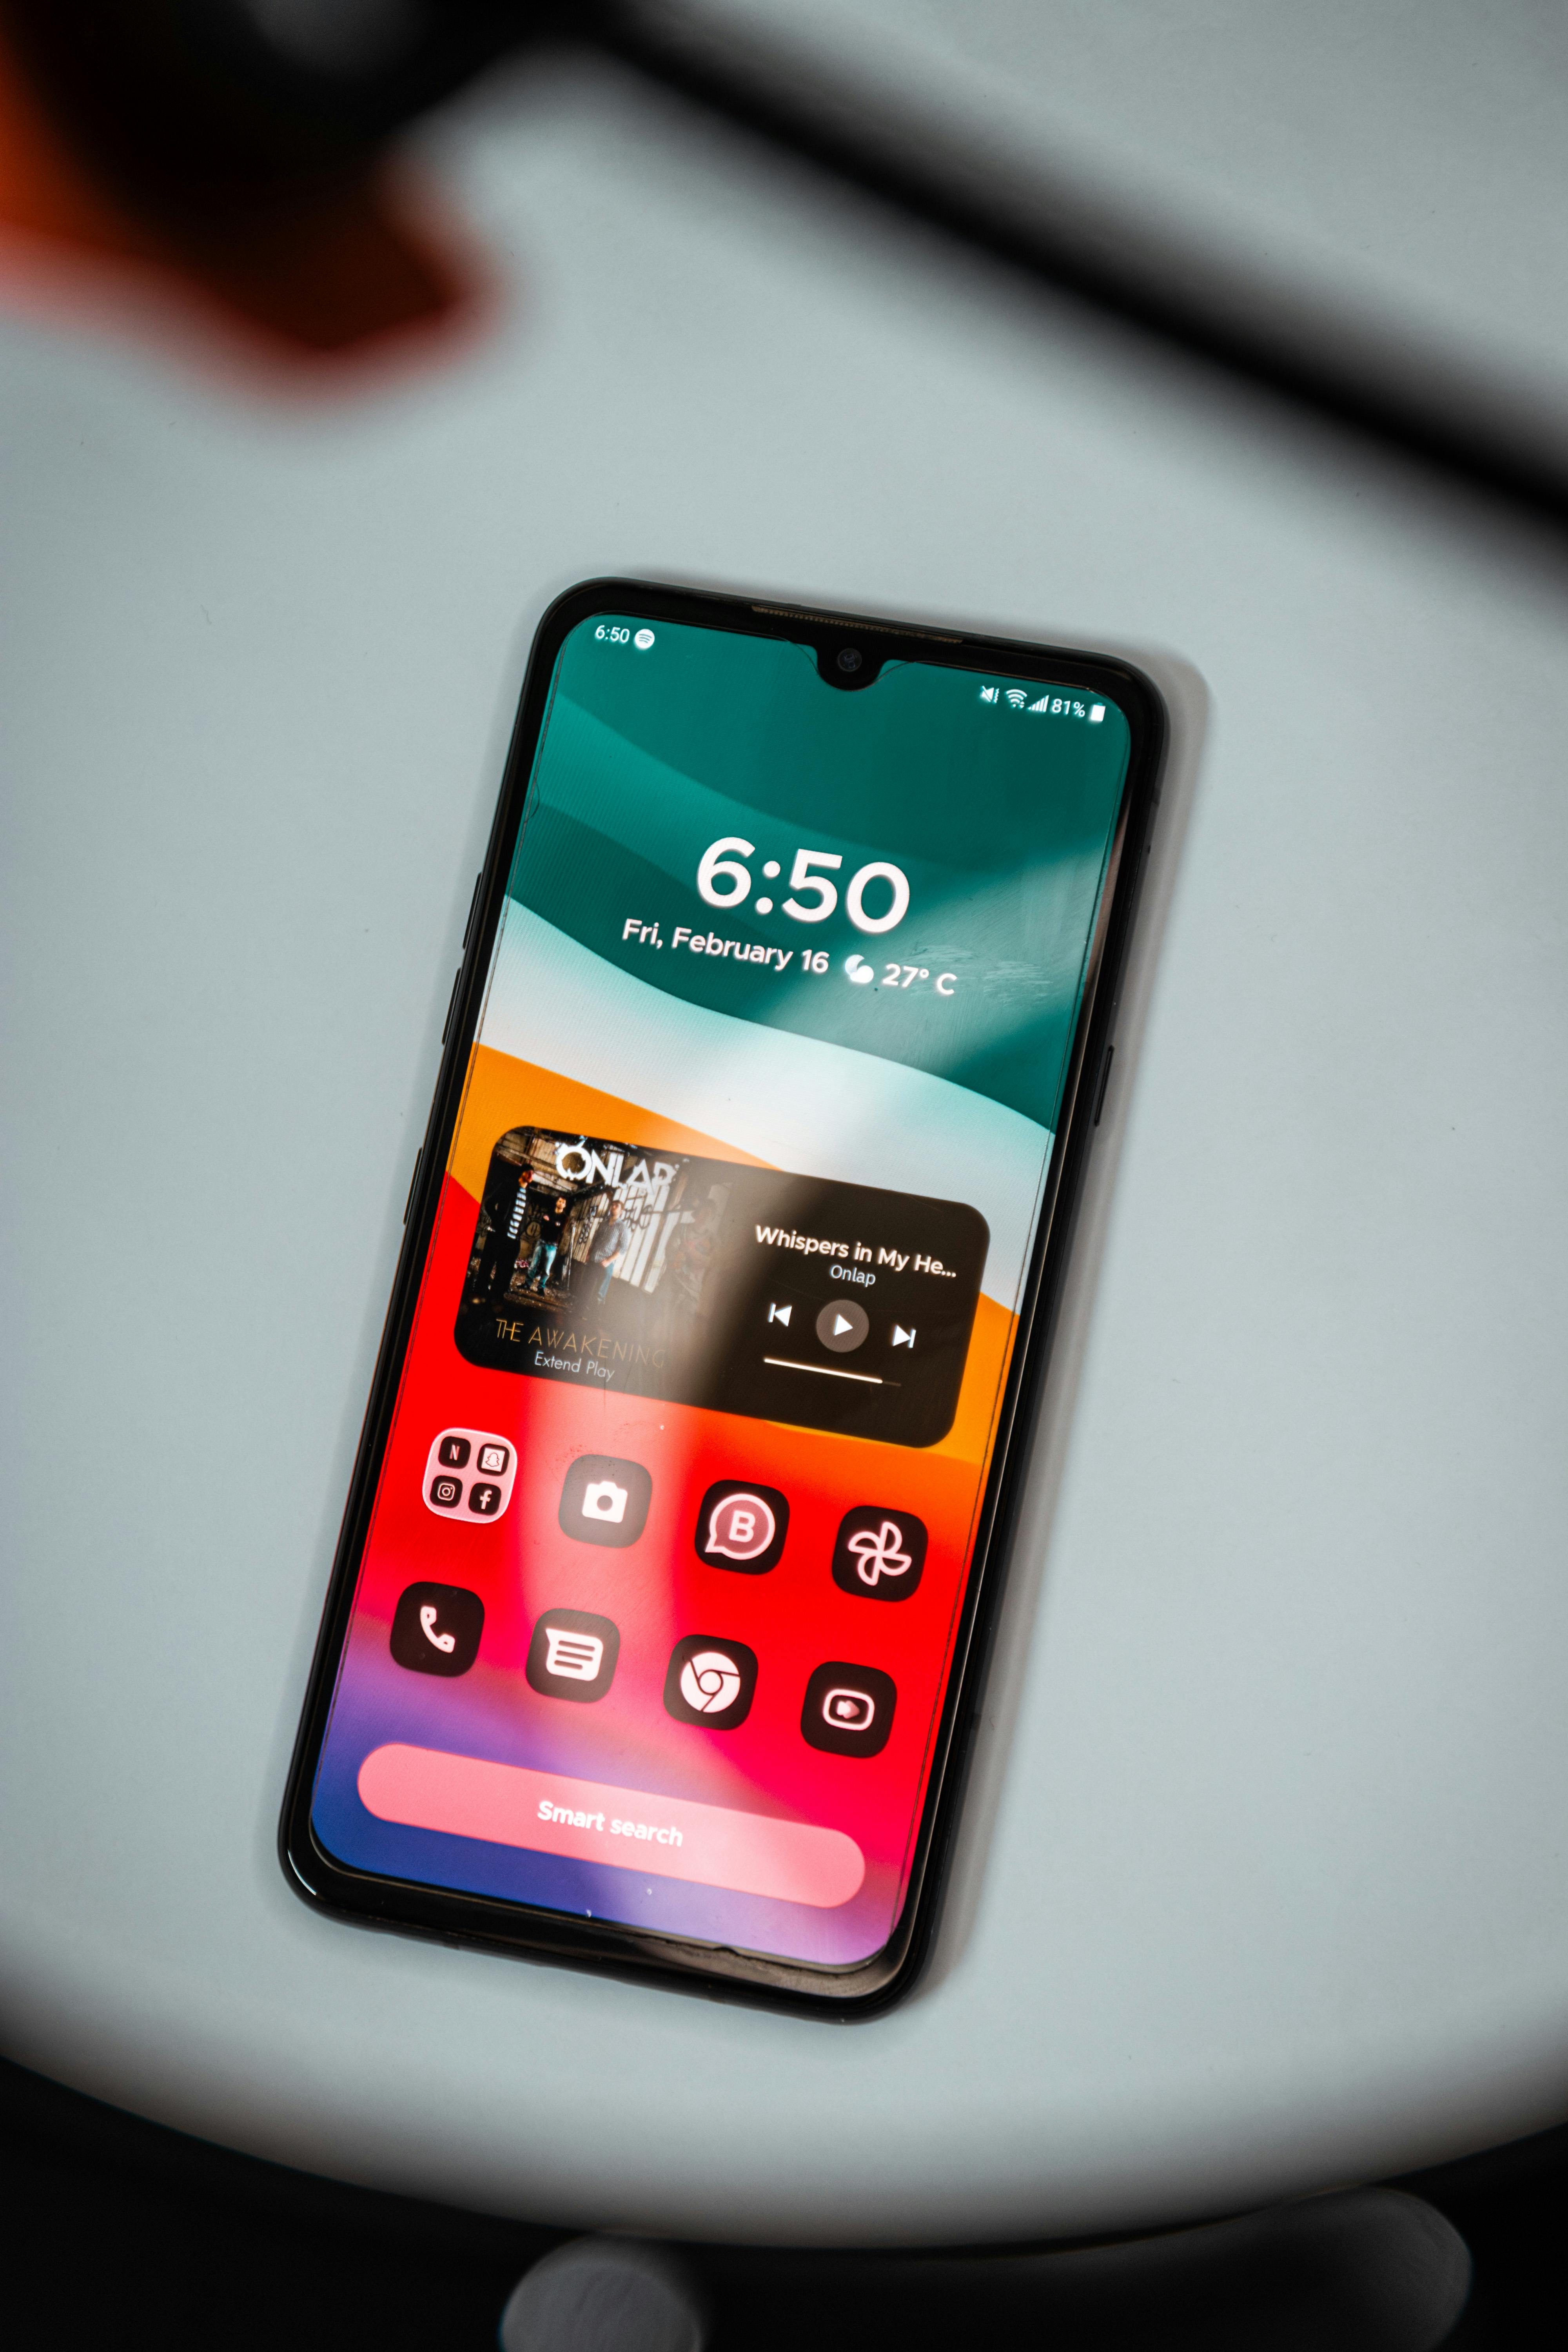 6:50
81%
6:50
Fri, February 16 27° C
ONLAP
THE AWAKENING
Extend Play
Whispers in My He...
Onlap
N
f
B
Smart search